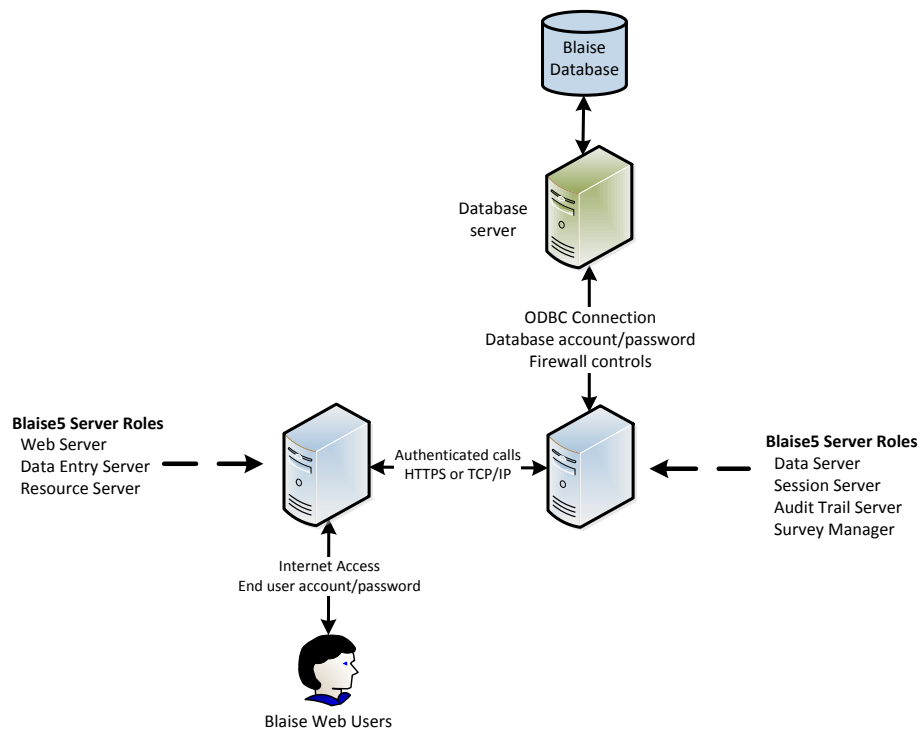 Blaise
Database
Database
server
ODBC Connection
Database account/password
Firewall controls
Blaise5 Server Roles
Web Server
Data Entry Server
Resource Server
Authenticated calls
HTTPS or TCP/IP
Blaise5 Server Roles
Data Server
Session Server
Audit Trail Server
Survey Manager
Internet Access
End user account/password
Blaise Web Users